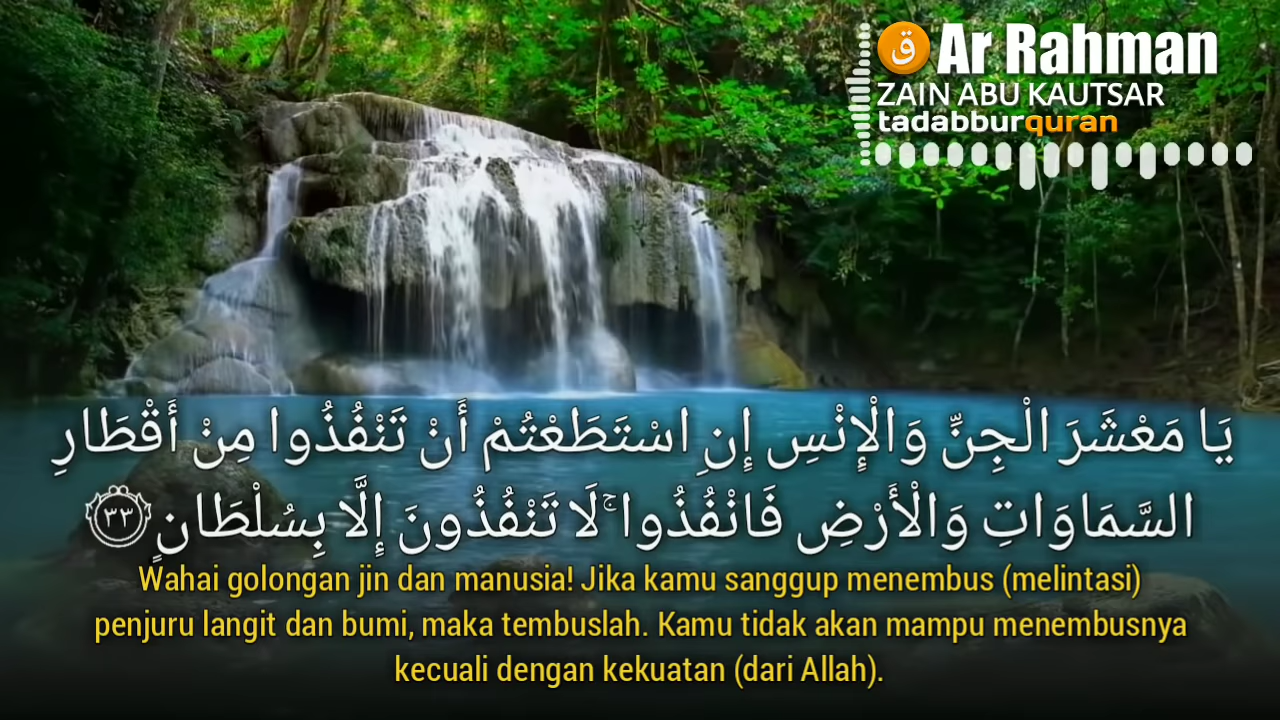 ق Ar Rahman
ZAIN ABU KAUTSAR
tadabburquran
يَا مَعْشَرَ الْجِنِّ وَالْإِنْسِ إِنِ اسْتَطَعْتُمْ أَنْ تَنْفُذُوا مِنْ أَقْطَارِ
السَّمَاوَاتِ وَالْأَرْضِ فَانْفُذُوا ۚ لَا تَنْفُذُونَ إِلَّا بِسُلْطَانٍ ٣٣
Wahai golongan jin dan manusia! Jika kamu sanggup menembus (melintasi)
penjuru langit dan bumi, maka tembuslah. Kamu tidak akan mampu menembusnya
kecuali dengan kekuatan (dari Allah).